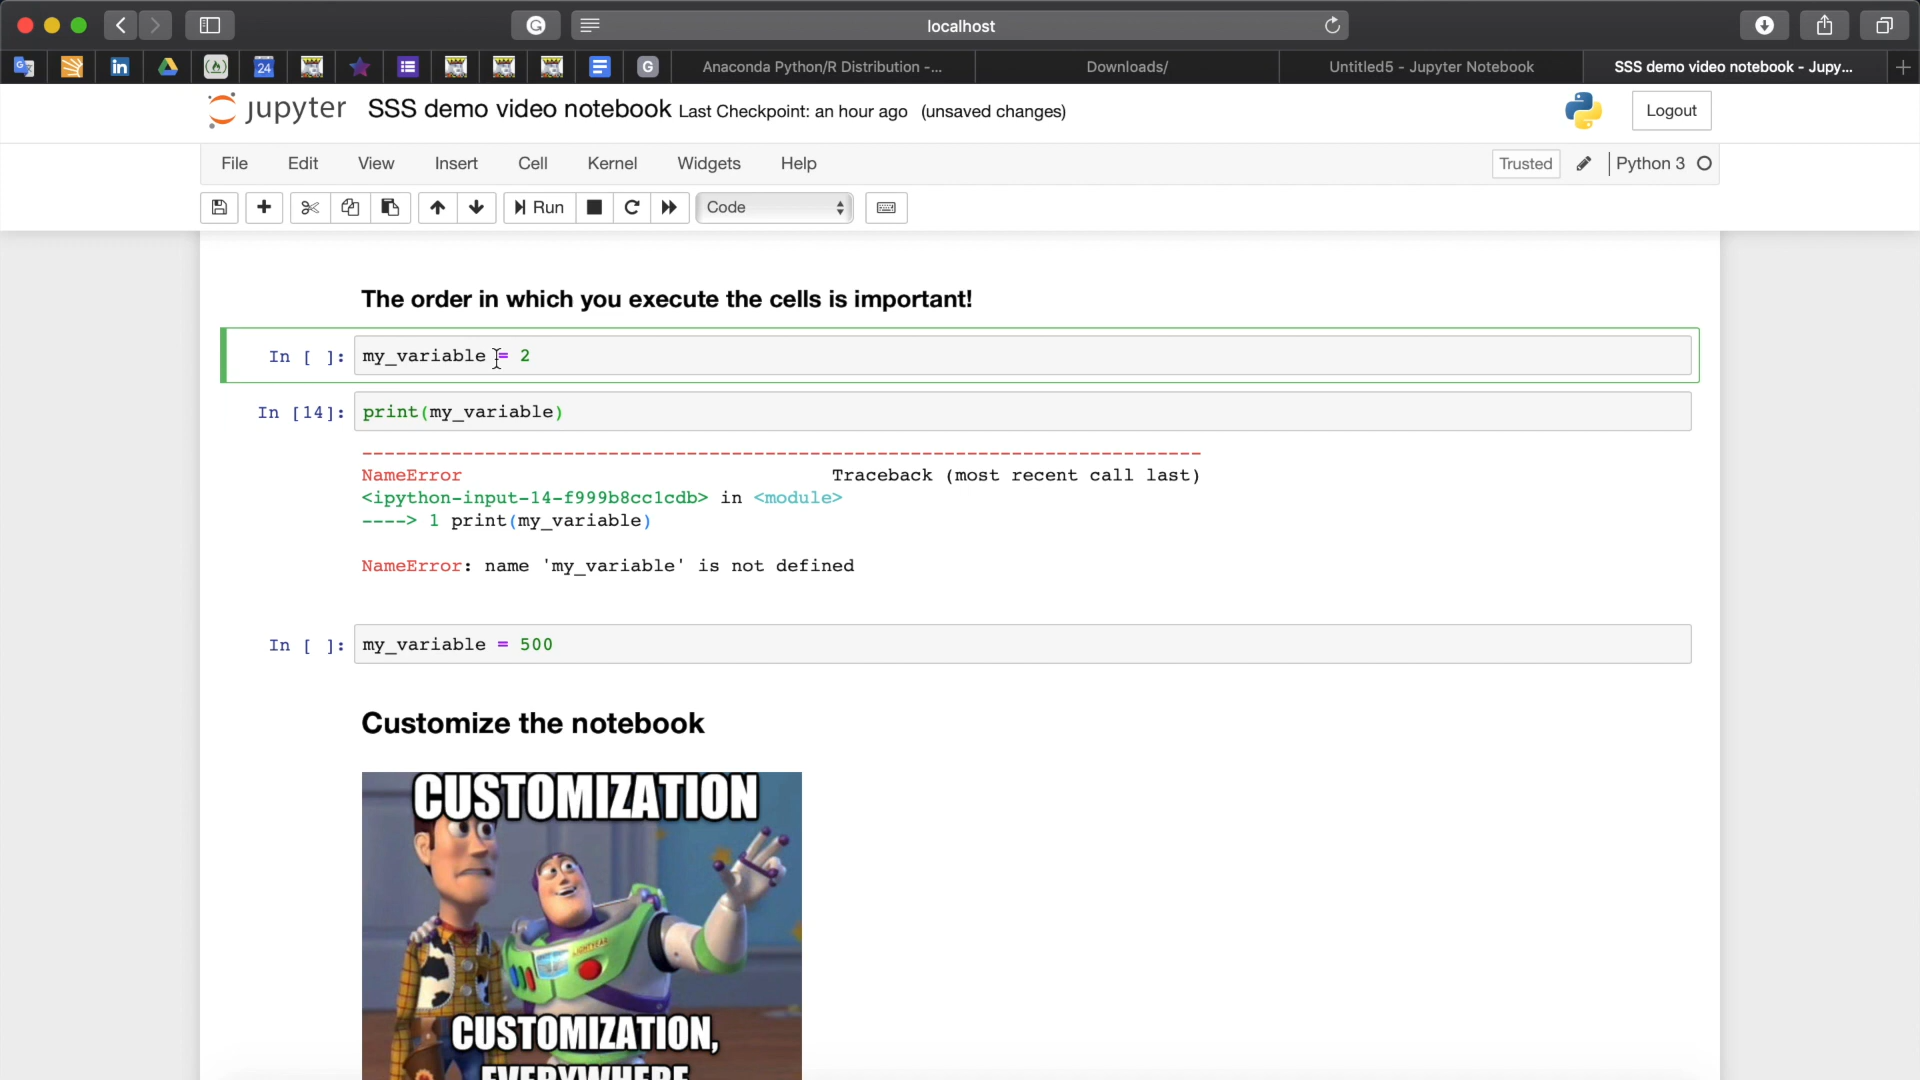 localhost
24
Anaconda Python/R Distribution -...
Downloads/
Untitled5 - Jupyter Notebook
SSS demo video notebook - Jupy...
jupyter
SSS demo video notebook Last Checkpoint: an hour ago (unsaved changes)
Logout
File Edit View Insert Cell Kernel Widgets Help
Trusted
Python 3
Run
Code
The order in which you execute the cells is important!
In [ ]: my_variable = 2
In [14]: print(my_variable)
---------------------------------------------------------------------------
NameError Traceback (most recent call last)
<ipython-input-14-f999b8cc1cdb> in <module>
----> 1 print(my_variable)
NameError: name 'my_variable' is not defined
In [ ]: my_variable = 500
Customize the notebook
CUSTOMIZATION
LIGHTYEAR
CUSTOMIZATION,
EVERYWHERE